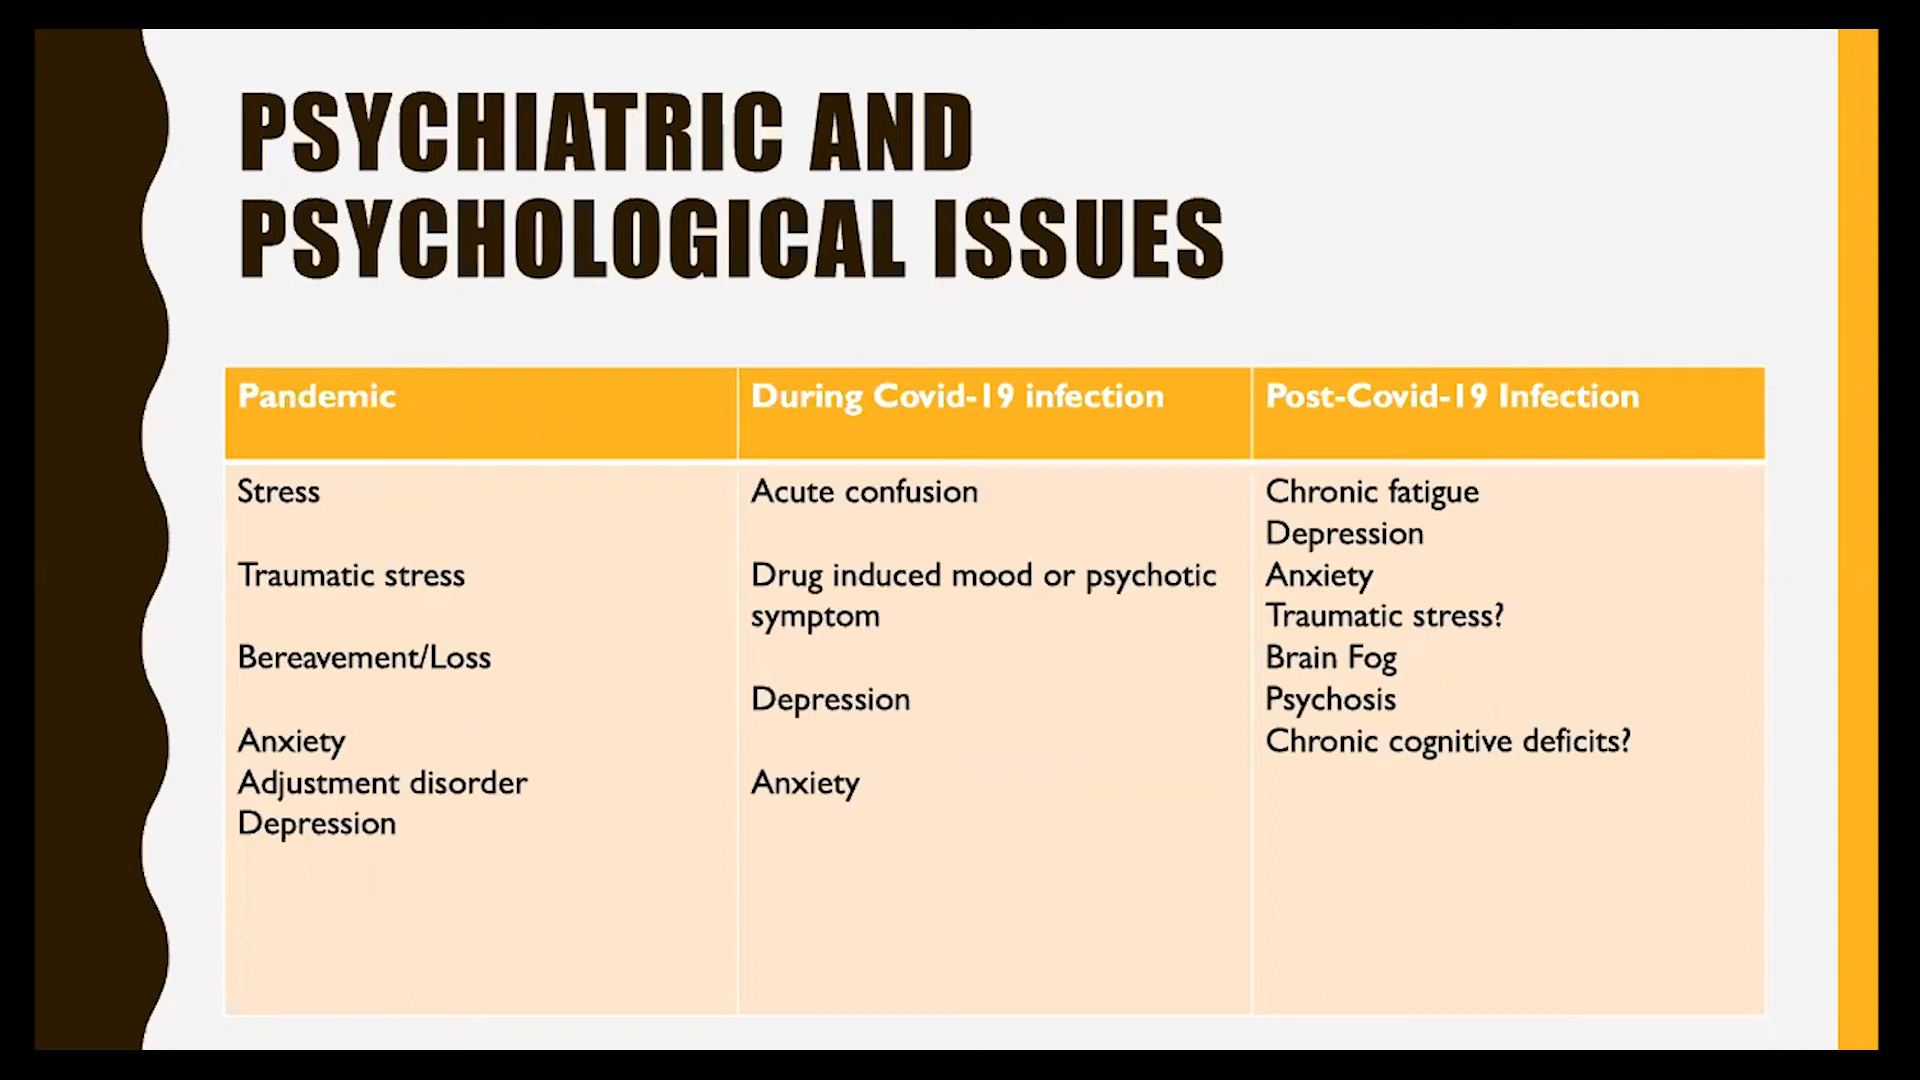 PSYCHIATRIC AND
PSYCHOLOGICAL ISSUES
Pandemic
During Covid-19 infection
Post-Covid-19 Infection
Stress
Traumatic stress
Bereavement/Loss
Anxiety
Adjustment disorder
Depression
Acute confusion
Drug induced mood or psychotic
symptom
Depression
Anxiety
Chronic fatigue
Depression
Anxiety
Traumatic stress?
Brain Fog
Psychosis
Chronic cognitive deficits?